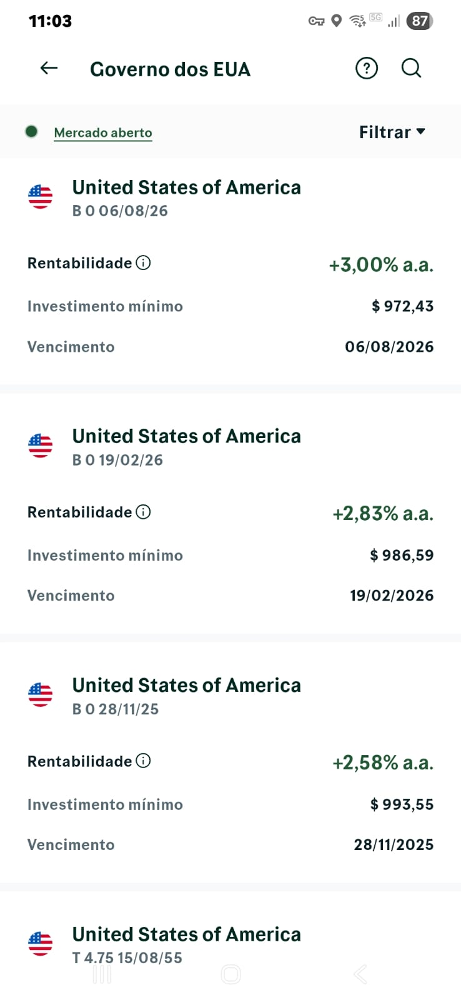 11:03
5G
87
Governo dos EUA
Mercado aberto
Filtrar
United States of America
B 0 06/08/26
Rentabilidade
+3,00% a.a.
Investimento mínimo
$ 972,43
Vencimento
06/08/2026
United States of America
B 0 19/02/26
Rentabilidade
+2,83% a.a.
Investimento mínimo
$ 986,59
Vencimento
19/02/2026
United States of America
B 0 28/11/25
Rentabilidade
+2,58% a.a.
Investimento mínimo
$ 993,55
Vencimento
28/11/2025
United States of America
T 4.75 15/08/55